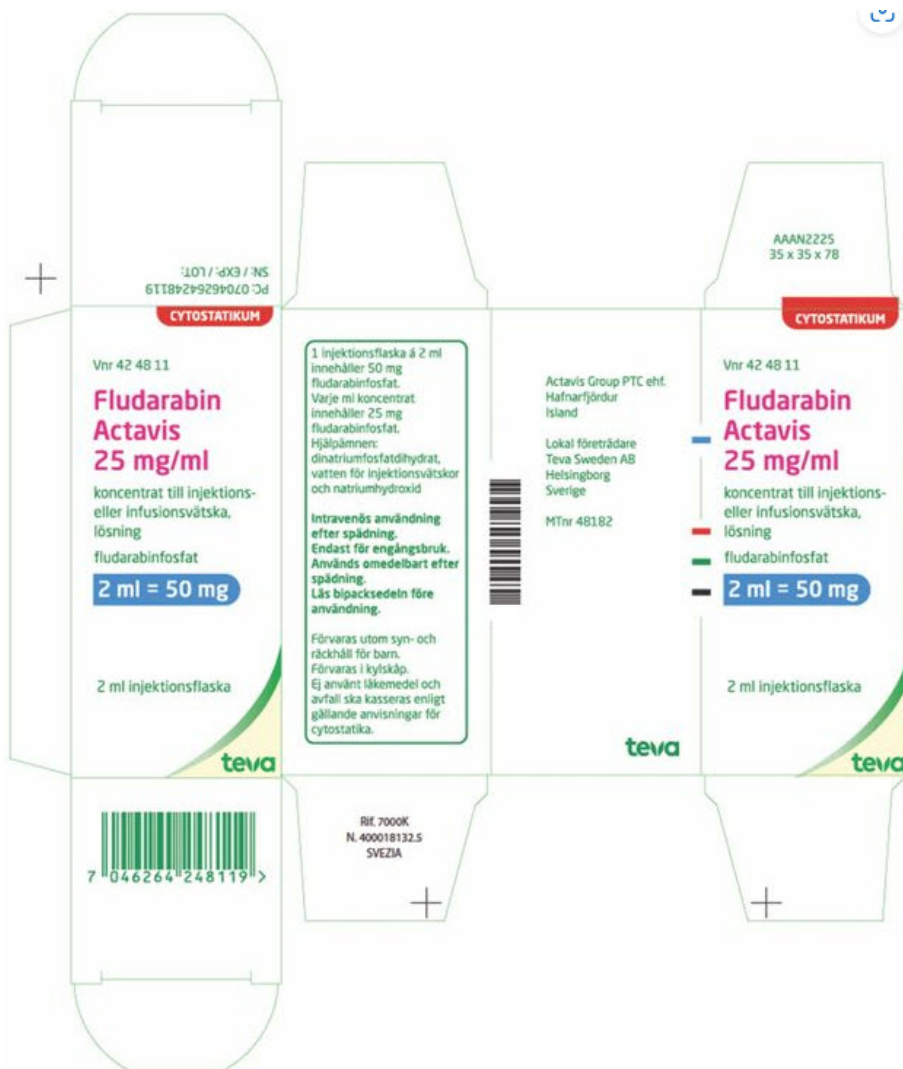 SN: / EXP: / LOT:
PC: 07046264248119
CYTOSTATIKUM
Vnr 42 48 11
Fludarabin
Actavis
25 mg/ml
koncentrat till injektions-
eller infusionsvätska,
lösning
fludarabinfosfat
2 ml = 50 mg
2 ml injektionsflaska
teva
7 046264 248119 >
1 injektionsflaska á 2 ml
innehåller 50 mg
fludarabinfosfat.
Varje ml koncentrat
innehåller 25 mg
fludarabinfosfat.
Hjälpämnen:
dinatriumfosfatdihydrat,
vatten för injektionsvätskor
och natriumhydroxid
Intravenös användning
efter spädning.
Endast för engångsbruk.
Används omedelbart efter
spädning.
Läs bipacksedeln före
användning.
Förvaras utom syn- och
räckhåll för barn.
Förvaras i kylskåp.
Ej använt läkemedel och
avfall ska kasseras enligt
gällande anvisningar för
cytostatika.
Rif. 7000K
N. 400018132.5
SVEZIA
Actavis Group PTC ehf.
Hafnarfjördur
Island
Lokal företrädare
Teva Sweden AB
Helsingborg
Sverige
MTnr 48182
teva
AAAN2225
35 x 35 x 78
CYTOSTATIKUM
Vnr 42 48 11
Fludarabin
Actavis
25 mg/ml
koncentrat till injektions-
eller infusionsvätska,
lösning
fludarabinfosfat
2 ml = 50 mg
2 ml injektionsflaska
teva